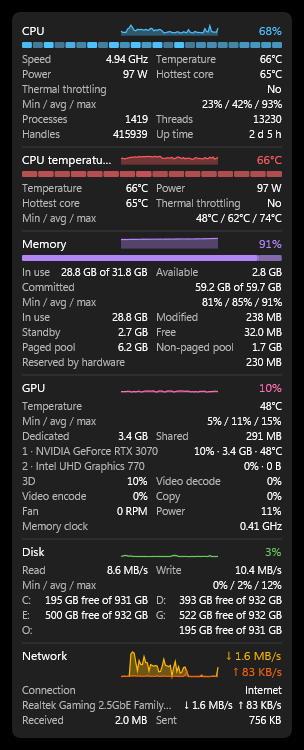 CPU 68%
Speed 4.94 GHz Temperature 66°C
Power 97 W Hottest core 65°C
Thermal throttling No
Min / avg / max 23% / 42% / 93%
Processes 1419 Threads 13230
Handles 415939 Up time 2 d 5 h
CPU temperatu... 66°C
Temperature 66°C Power 97 W
Hottest core 65°C Thermal throttling No
Min / avg / max 48°C / 62°C / 74°C
Memory 91%
In use 28.8 GB of 31.8 GB Available 2.8 GB
Committed 59.2 GB of 59.7 GB
Min / avg / max 81% / 85% / 91%
In use 28.8 GB Modified 238 MB
Standby 2.7 GB Free 32.0 MB
Paged pool 6.2 GB Non-paged pool 1.7 GB
Reserved by hardware 230 MB
GPU 10%
Temperature 48°C
Min / avg / max 5% / 11% / 15%
Dedicated 3.4 GB Shared 291 MB
1 · NVIDIA GeForce RTX 3070 10% · 3.4 GB · 48°C
2 · Intel UHD Graphics 770 0% · 0 B
3D 10% Video decode 0%
Video encode 0% Copy 0%
Fan 0 RPM Power 11%
Memory clock 0.41 GHz
Disk 3%
Read 8.6 MB/s Write 10.4 MB/s
Min / avg / max 0% / 2% / 12%
C: 195 GB free of 931 GB D: 393 GB free of 932 GB
E: 500 GB free of 932 GB G: 522 GB free of 932 GB
O: 195 GB free of 931 GB
Network ↓ 1.6 MB/s
↑ 83 KB/s
Connection Internet
Realtek Gaming 2.5GbE Family... ↓ 1.6 MB/s ↑ 83 KB/s
Received 2.0 MB Sent 756 KB